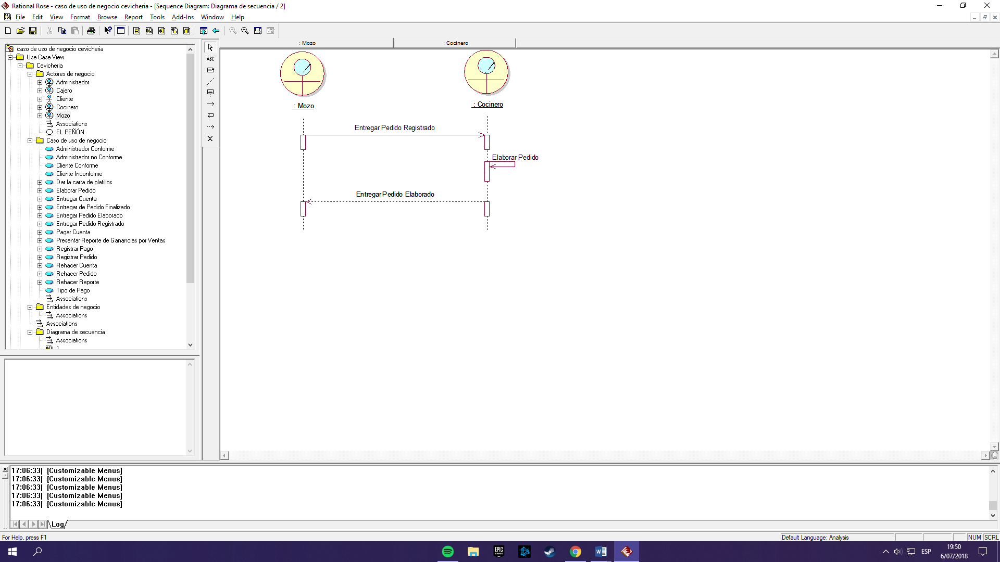 Rational Rose - caso de uso de negocio cevicheria - [Sequence Diagram: Diagrama de secuencia / 2]
File Edit View Format Browse Report Tools Add-Ins Window Help
caso de uso de negocio cevicheria
Use Case View
Cevicheria
Actores de negocio
Administrador
Cajero
Cliente
Cocinero
Mozo
Associations
EL PEÑÓN
Caso de uso de negocio
Administrador Conforme
Administrador no Conforme
Cliente Conforme
Cliente Inconforme
Dar la carta de platillos
Elaborar Pedido
Entregar Cuenta
Entregar de Pedido Finalizado
Entregar Pedido Elaborado
Entregar Pedido Registrado
Pagar Cuenta
Presentar Reporte de Ganancias por Ventas
Registrar Pago
Registrar Pedido
Rehacer Cuenta
Rehacer Pedido
Rehacer Reporte
Tipo de Pago
Associations
Entidades de negocio
Associations
Associations
Diagrama de secuencia
Associations
1
ABC
: Mozo : Cocinero
: Mozo : Cocinero
Entregar Pedido Registrado
Elaborar Pedido
Entregar Pedido Elaborado
17:06:33| [Customizable Menus]
17:06:33| [Customizable Menus]
17:06:33| [Customizable Menus]
17:06:33| [Customizable Menus]
17:06:33| [Customizable Menus]
Log
For Help, press F1 Default Language: Analysis NUM SCRL
EPIC GAMES
ESP
19:50
6/07/2018